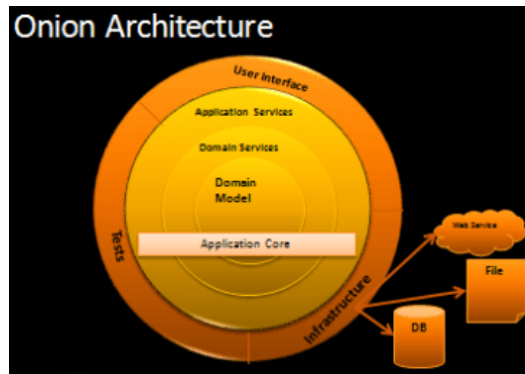 Onion Architecture
User Interface
Application Services
Domain Services
Domain
Model
Application Core
Tests
Infrastructure
Web Service
File
DB